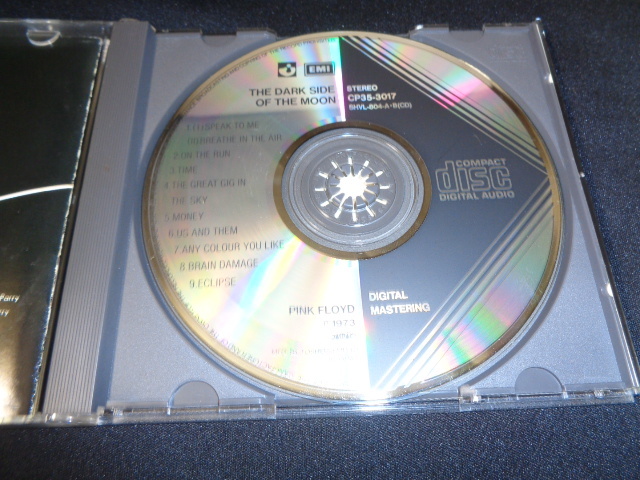 EMI
THE DARK SIDE
OF THE MOON
STEREO
CP35-3017
SHVL-804-A·B(CD)
1.(I)SPEAK TO ME
(II)BREATHE IN THE AIR
2.ON THE RUN
3.TIME
4.THE GREAT GIG IN
THE SKY
5.MONEY
6.US AND THEM
7.ANY COLOUR YOU LIKE
8.BRAIN DAMAGE
9.ECLIPSE
COMPACT
disc
DIGITAL AUDIO
PINK FLOYD
℗1973
DIGITAL
MASTERING